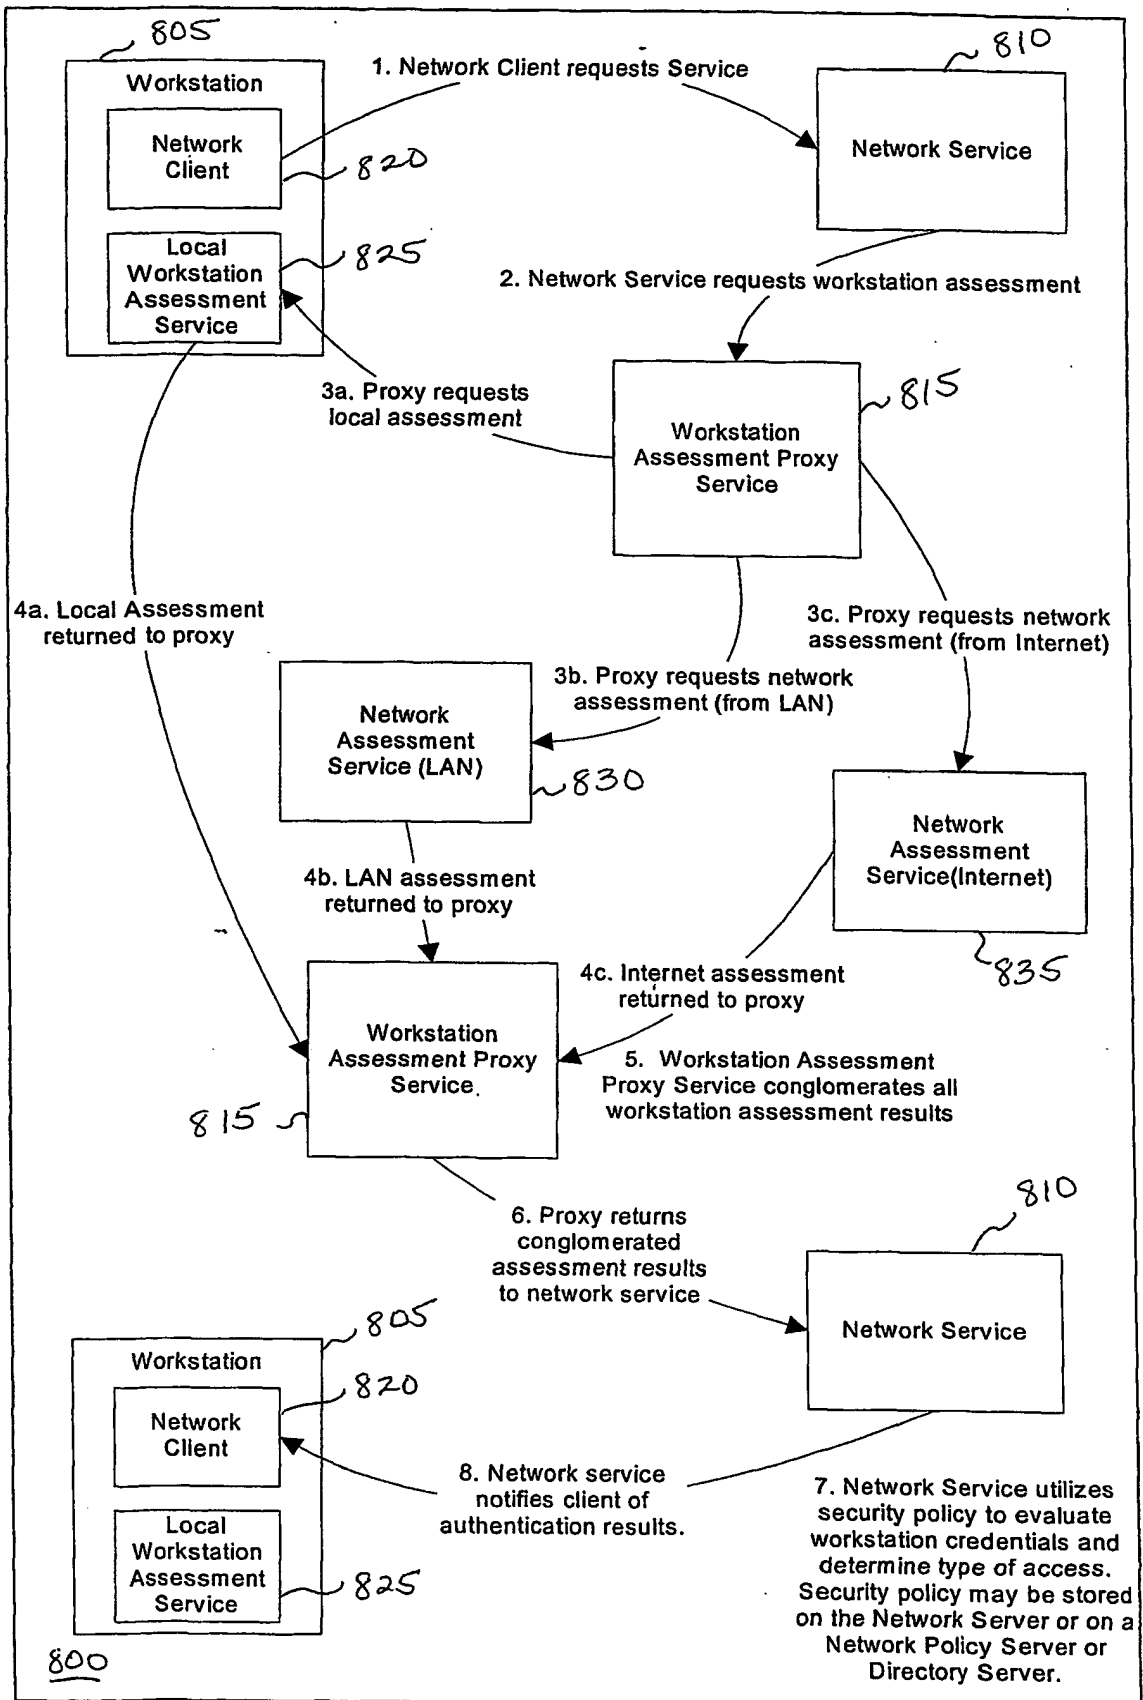 805
Workstation
Network
Client
820
Local
Workstation
Assessment
Service
825
1. Network Client requests Service
810
Network Service
2. Network Service requests workstation assessment
3a. Proxy requests
local assessment
Workstation
Assessment Proxy
Service
815
4a. Local Assessment
returned to proxy
3b. Proxy requests network
assessment (from LAN)
3c. Proxy requests network
assessment (from Internet)
Network
Assessment
Service (LAN)
830
Network
Assessment
Service(Internet)
835
4b. LAN assessment
returned to proxy
4c. Internet assessment
returned to proxy
Workstation
Assessment Proxy
Service.
815
5. Workstation Assessment
Proxy Service conglomerates all
workstation assessment results
6. Proxy returns
conglomerated
assessment results
to network service
810
Network Service
805
Workstation
Network
Client
820
Local
Workstation
Assessment
Service
825
8. Network service
notifies client of
authentication results.
7. Network Service utilizes
security policy to evaluate
workstation credentials and
determine type of access.
Security policy may be stored
on the Network Server or on a
Network Policy Server or
Directory Server.
800